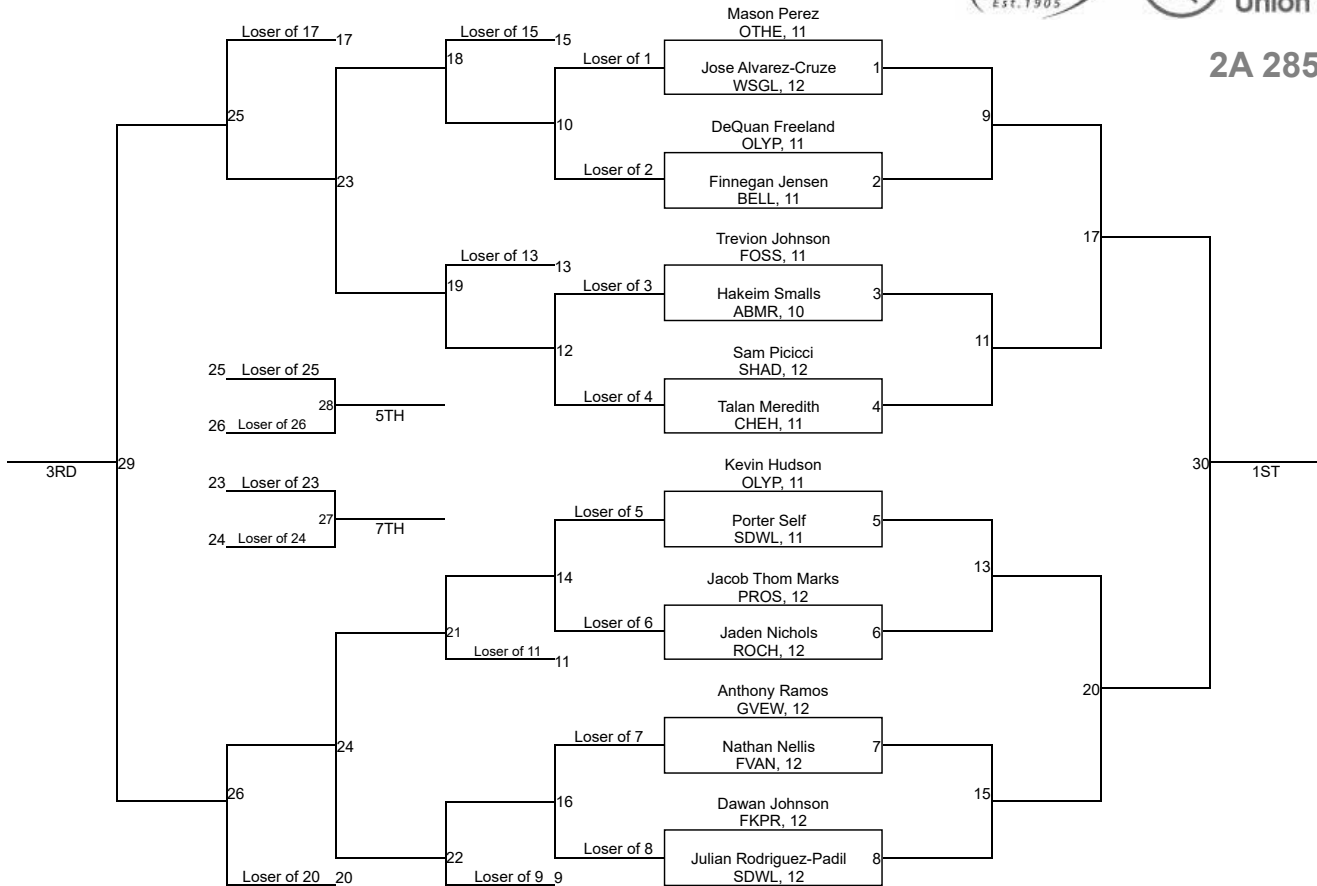 Est. 1905
Union
2A 285
Mason Perez
OTHE, 11
Loser of 17 17
Loser of 15 15
18
Loser of 1
Jose Alvarez-Cruze 1
WSGL, 12
25
10
DeQuan Freeland
OLYP, 11
9
23
Loser of 2
Finnegan Jensen 2
BELL, 11
Trevion Johnson
FOSS, 11
17
Loser of 13 13
19
Loser of 3
Hakeim Smalls 3
ABMR, 10
12
Sam Picicci
SHAD, 12
11
25 Loser of 25
28
5TH
26 Loser of 26
Loser of 4
Talan Meredith 4
CHEH, 11
3RD
29
Kevin Hudson
OLYP, 11
30
1ST
23 Loser of 23
27
7TH
24 Loser of 24
Loser of 5
Porter Self 5
SDWL, 11
14
Jacob Thom Marks
PROS, 12
13
21
Loser of 11 11
Loser of 6
Jaden Nichols 6
ROCH, 12
Anthony Ramos
GVEW, 12
20
24
Loser of 7
Nathan Nellis 7
FVAN, 12
26
16
Dawan Johnson
FKPR, 12
15
22
Loser of 8
Julian Rodriguez-Padil 8
SDWL, 12
Loser of 20 20
Loser of 9 9